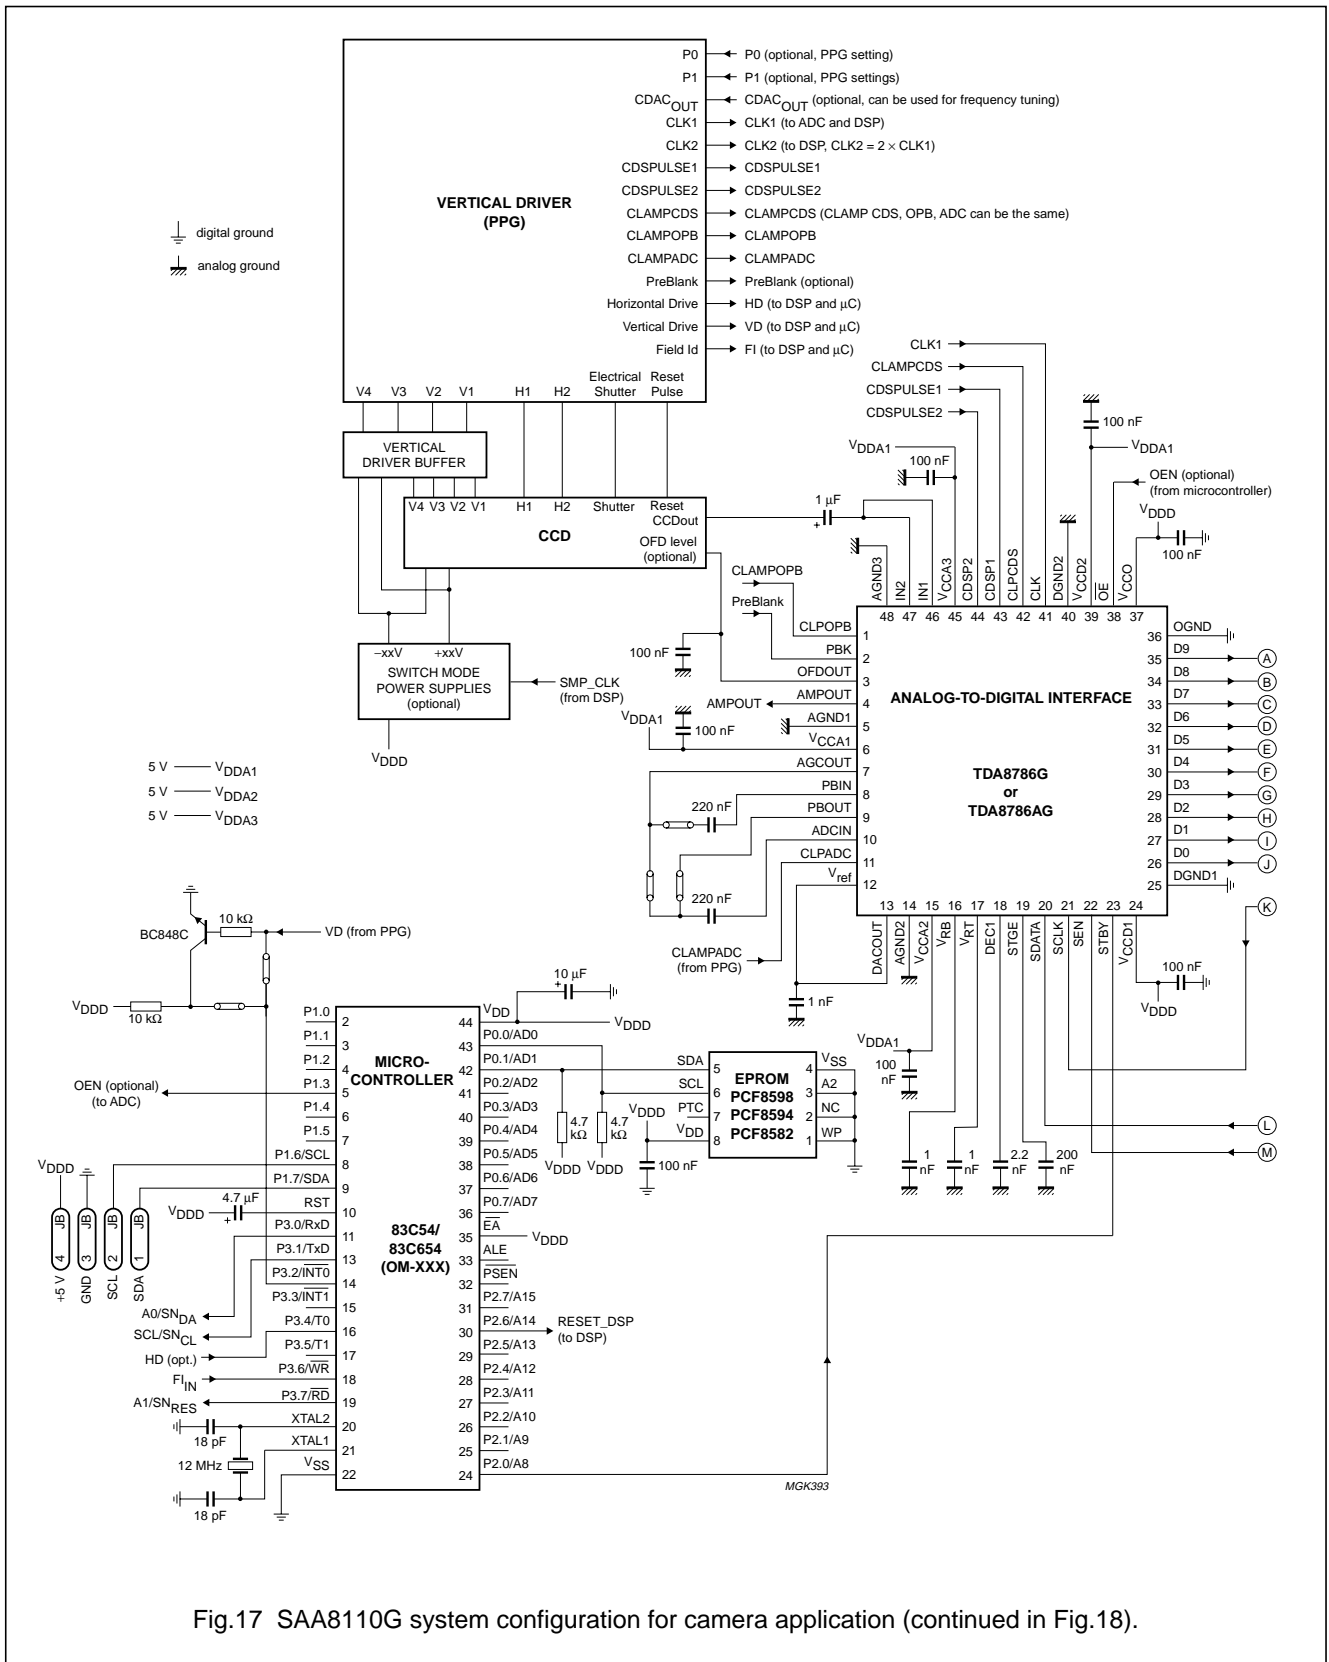 P0
P0 (optional, PPG setting)
P1
P1 (optional, PPG settings)
CDAC OUT
CDAC OUT (optional, can be used for frequency tuning)
CLK1
CLK1 (to ADC and DSP)
CLK2
CLK2 (to DSP, CLK2 = 2 × CLK1)
CDSPULSE1
CDSPULSE1
CDSPULSE2
CDSPULSE2
VERTICAL DRIVER
(PPG)
CLAMPCDS
CLAMPCDS (CLAMP CDS, OPB, ADC can be the same)
CLAMPOPB
CLAMPOPB
CLAMPADC
CLAMPADC
PreBlank
PreBlank (optional)
Horizontal Drive
HD (to DSP and μC)
Vertical Drive
VD (to DSP and μC)
Field Id
FI (to DSP and μC)
digital ground
analog ground
V4 V3 V2 V1 H1 H2
Electrical
Shutter
Reset
Pulse
VERTICAL
DRIVER BUFFER
V4 V3 V2 V1 H1 H2 Shutter Reset
CCDout
CCD
OFD level
(optional)
−xxV +xxV
SWITCH MODE
POWER SUPPLIES
(optional)
SMP_CLK
(from DSP)
VDDD
5 V VDDA1
5 V VDDA2
5 V VDDA3
CLK1
CLAMPCDS
CDSPULSE1
CDSPULSE2
VDDA1
100 nF
1 μF
+
100 nF
VDDA1
OEN (optional)
(from microcontroller)
VDDD
100 nF
CLAMPOPB
PreBlank
100 nF
AMPOUT
VDDA1
100 nF
220 nF
220 nF
CLAMPADC
(from PPG)
1 nF
AGND3
IN2
IN1
VCCA3
CDSP2
CDSP1
CLPCDS
CLK
DGND2
VCCD2
OE
VCCO
48 47 46 45 44 43 42 41 40 39 38 37
CLPOPB 1
PBK 2
OFDOUT 3
AMPOUT 4
AGND1 5
VCCA1 6
AGCOUT 7
PBIN 8
PBOUT 9
ADCIN 10
CLPADC 11
Vref 12
ANALOG-TO-DIGITAL INTERFACE
TDA8786G
or
TDA8786AG
36 OGND
35 D9 A
34 D8 B
33 D7 C
32 D6 D
31 D5 E
30 D4 F
29 D3 G
28 D2 H
27 D1 I
26 D0 J
25 DGND1
K
13 14 15 16 17 18 19 20 21 22 23 24
DACOUT
AGND2
VCCA2
VRB
VRT
DEC1
STGE
SDATA
SCLK
SEN
STBY
VCCD1
100 nF
VDDD
VDDA1
100
nF
1
nF
1
nF
2.2
nF
200
nF
L
M
BC848C
10 kΩ
VD (from PPG)
VDDD
10 kΩ
10 μF
+
VDDD
OEN (optional)
(to ADC)
VDDD
4.7 μF
VDDD
+
JB 4 +5 V
JB 3 GND
JB 2 SCL
JB 1 SDA
A0/SNDA
SCL/SNCL
HD (opt.)
FIIN
A1/SNRES
18 pF
12 MHz
18 pF
P1.0 2
P1.1 3
P1.2 4
P1.3 5
P1.4 6
P1.5 7
P1.6/SCL 8
P1.7/SDA 9
RST 10
P3.0/RxD 11
P3.1/TxD 13
P3.2/INT0 14
P3.3/INT1 15
P3.4/T0 16
P3.5/T1 17
P3.6/WR 18
P3.7/RD 19
XTAL2 20
XTAL1 21
VSS 22
MICRO-
CONTROLLER
83C54/
83C654
(OM-XXX)
44 VDD
43 P0.0/AD0
42 P0.1/AD1
41 P0.2/AD2
40 P0.3/AD3
39 P0.4/AD4
38 P0.5/AD5
37 P0.6/AD6
36 P0.7/AD7
35 EA VDDD
33 ALE
32 PSEN
31 P2.7/A15
30 P2.6/A14
29 P2.5/A13
28 P2.4/A12
27 P2.3/A11
26 P2.2/A10
25 P2.1/A9
24 P2.0/A8
RESET_DSP
(to DSP)
4.7
kΩ
4.7
kΩ
VDDD
VDDD
VDDD
100 nF
SDA 5
SCL 6
PTC 7
VDD 8
EPROM
PCF8598
PCF8594
PCF8582
4 VSS
3 A2
2 NC
1 WP
MGK393
Fig.17 SAA8110G system configuration for camera application (continued in Fig.18).